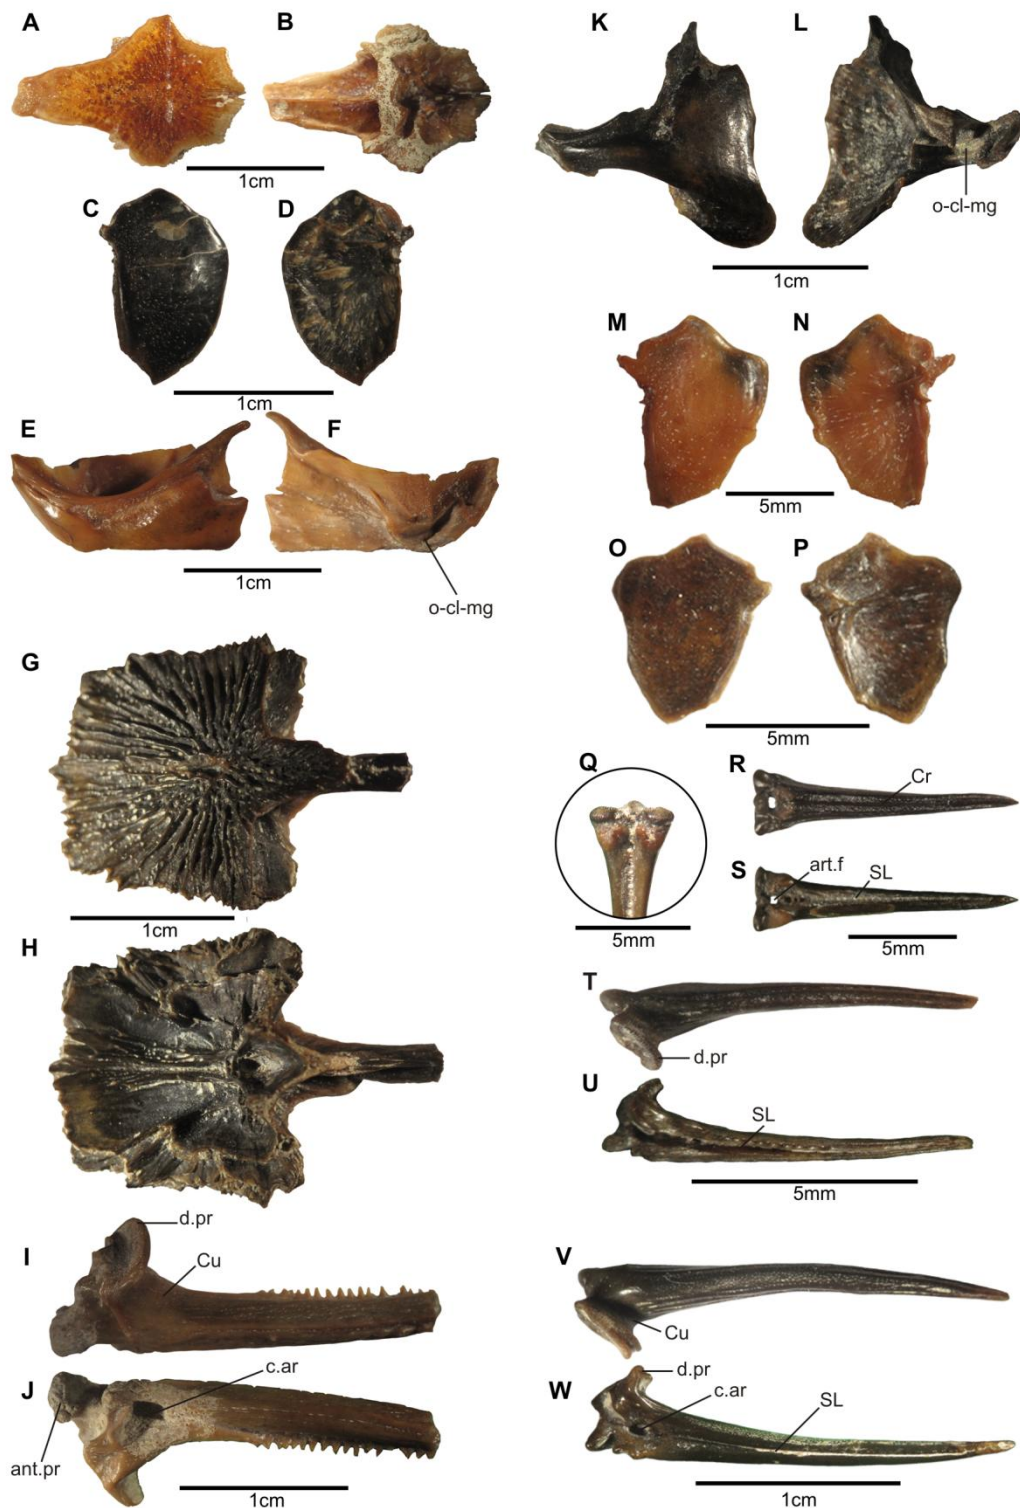 A
B
1cm
C
D
1cm
E
F
1cm
o-cl-mg
G
1cm
H
d.pr
I
Cu
c.ar
J
ant.pr
1cm
K
L
o-cl-mg
1cm
M
N
5mm
O
P
5mm
Q
5mm
R
Cr
art.f
S
SL
5mm
T
d.pr
U
SL
5mm
V
Cu
d.pr
W
c.ar
SL
1cm